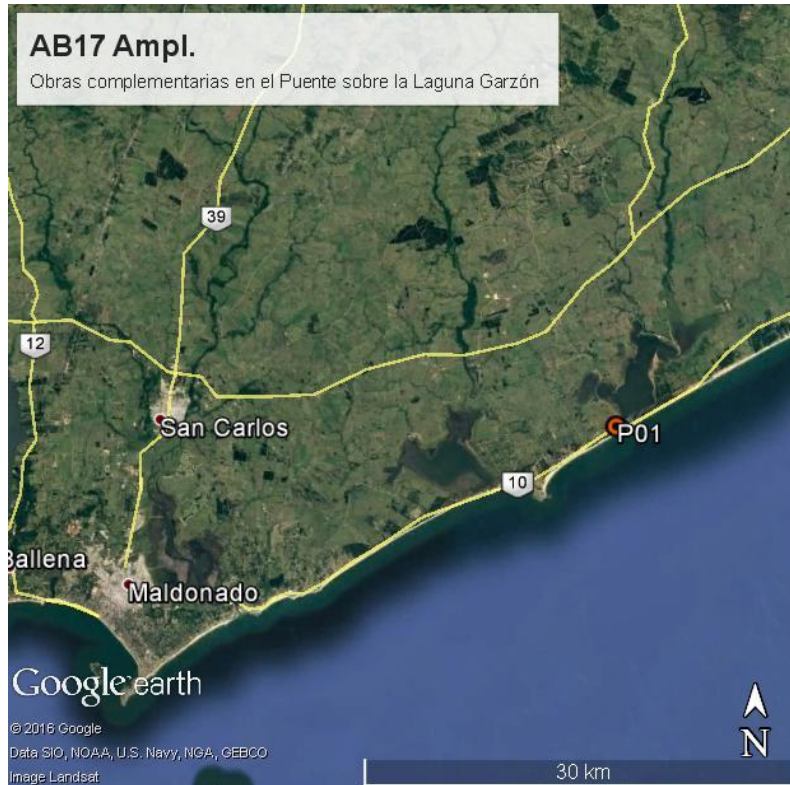 AB17 Ampl.
Obras complementarias en el Puente sobre la Laguna Garzón
39
12
San Carlos
P01
10
Ballena
Maldonado
Google earth
© 2016 Google
Data SIO, NOAA, U.S. Navy, NGA, GEBCO
Image Landsat
N
30 km